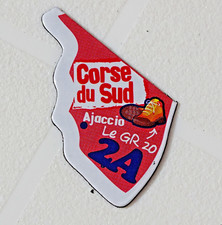 Corse
du Sud
Ajaccio
Le GR 20
2A